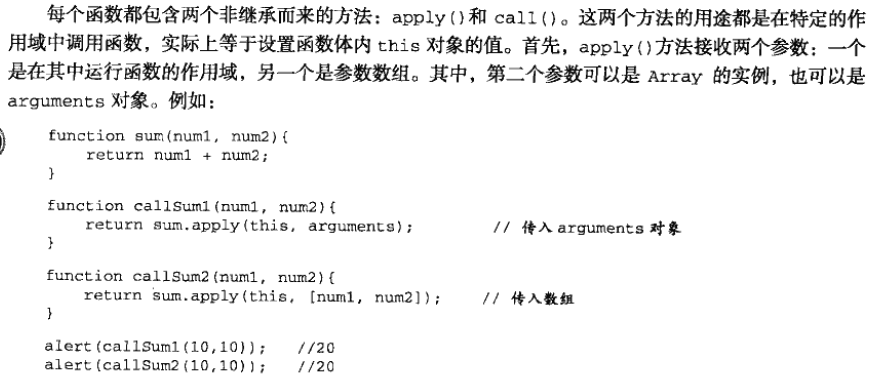 每个函数都包含两个非继承而来的方法：apply()和 call()。这两个方法的用途都是在特定的作
用域中调用函数，实际上等于设置函数体内 this 对象的值。首先，apply()方法接收两个参数：一个
是在其中运行函数的作用域，另一个是参数数组。其中，第二个参数可以是 Array 的实例，也可以是
arguments 对象。例如：
function sum(num1, num2){
return num1 + num2;
}
function callSum1(num1, num2){
return sum.apply(this, arguments);        // 传入 arguments 对象
}
function callSum2(num1, num2){
return sum.apply(this, [num1, num2]);    // 传入数组
}
alert(callSum1(10,10));   //20
alert(callSum2(10,10));   //20